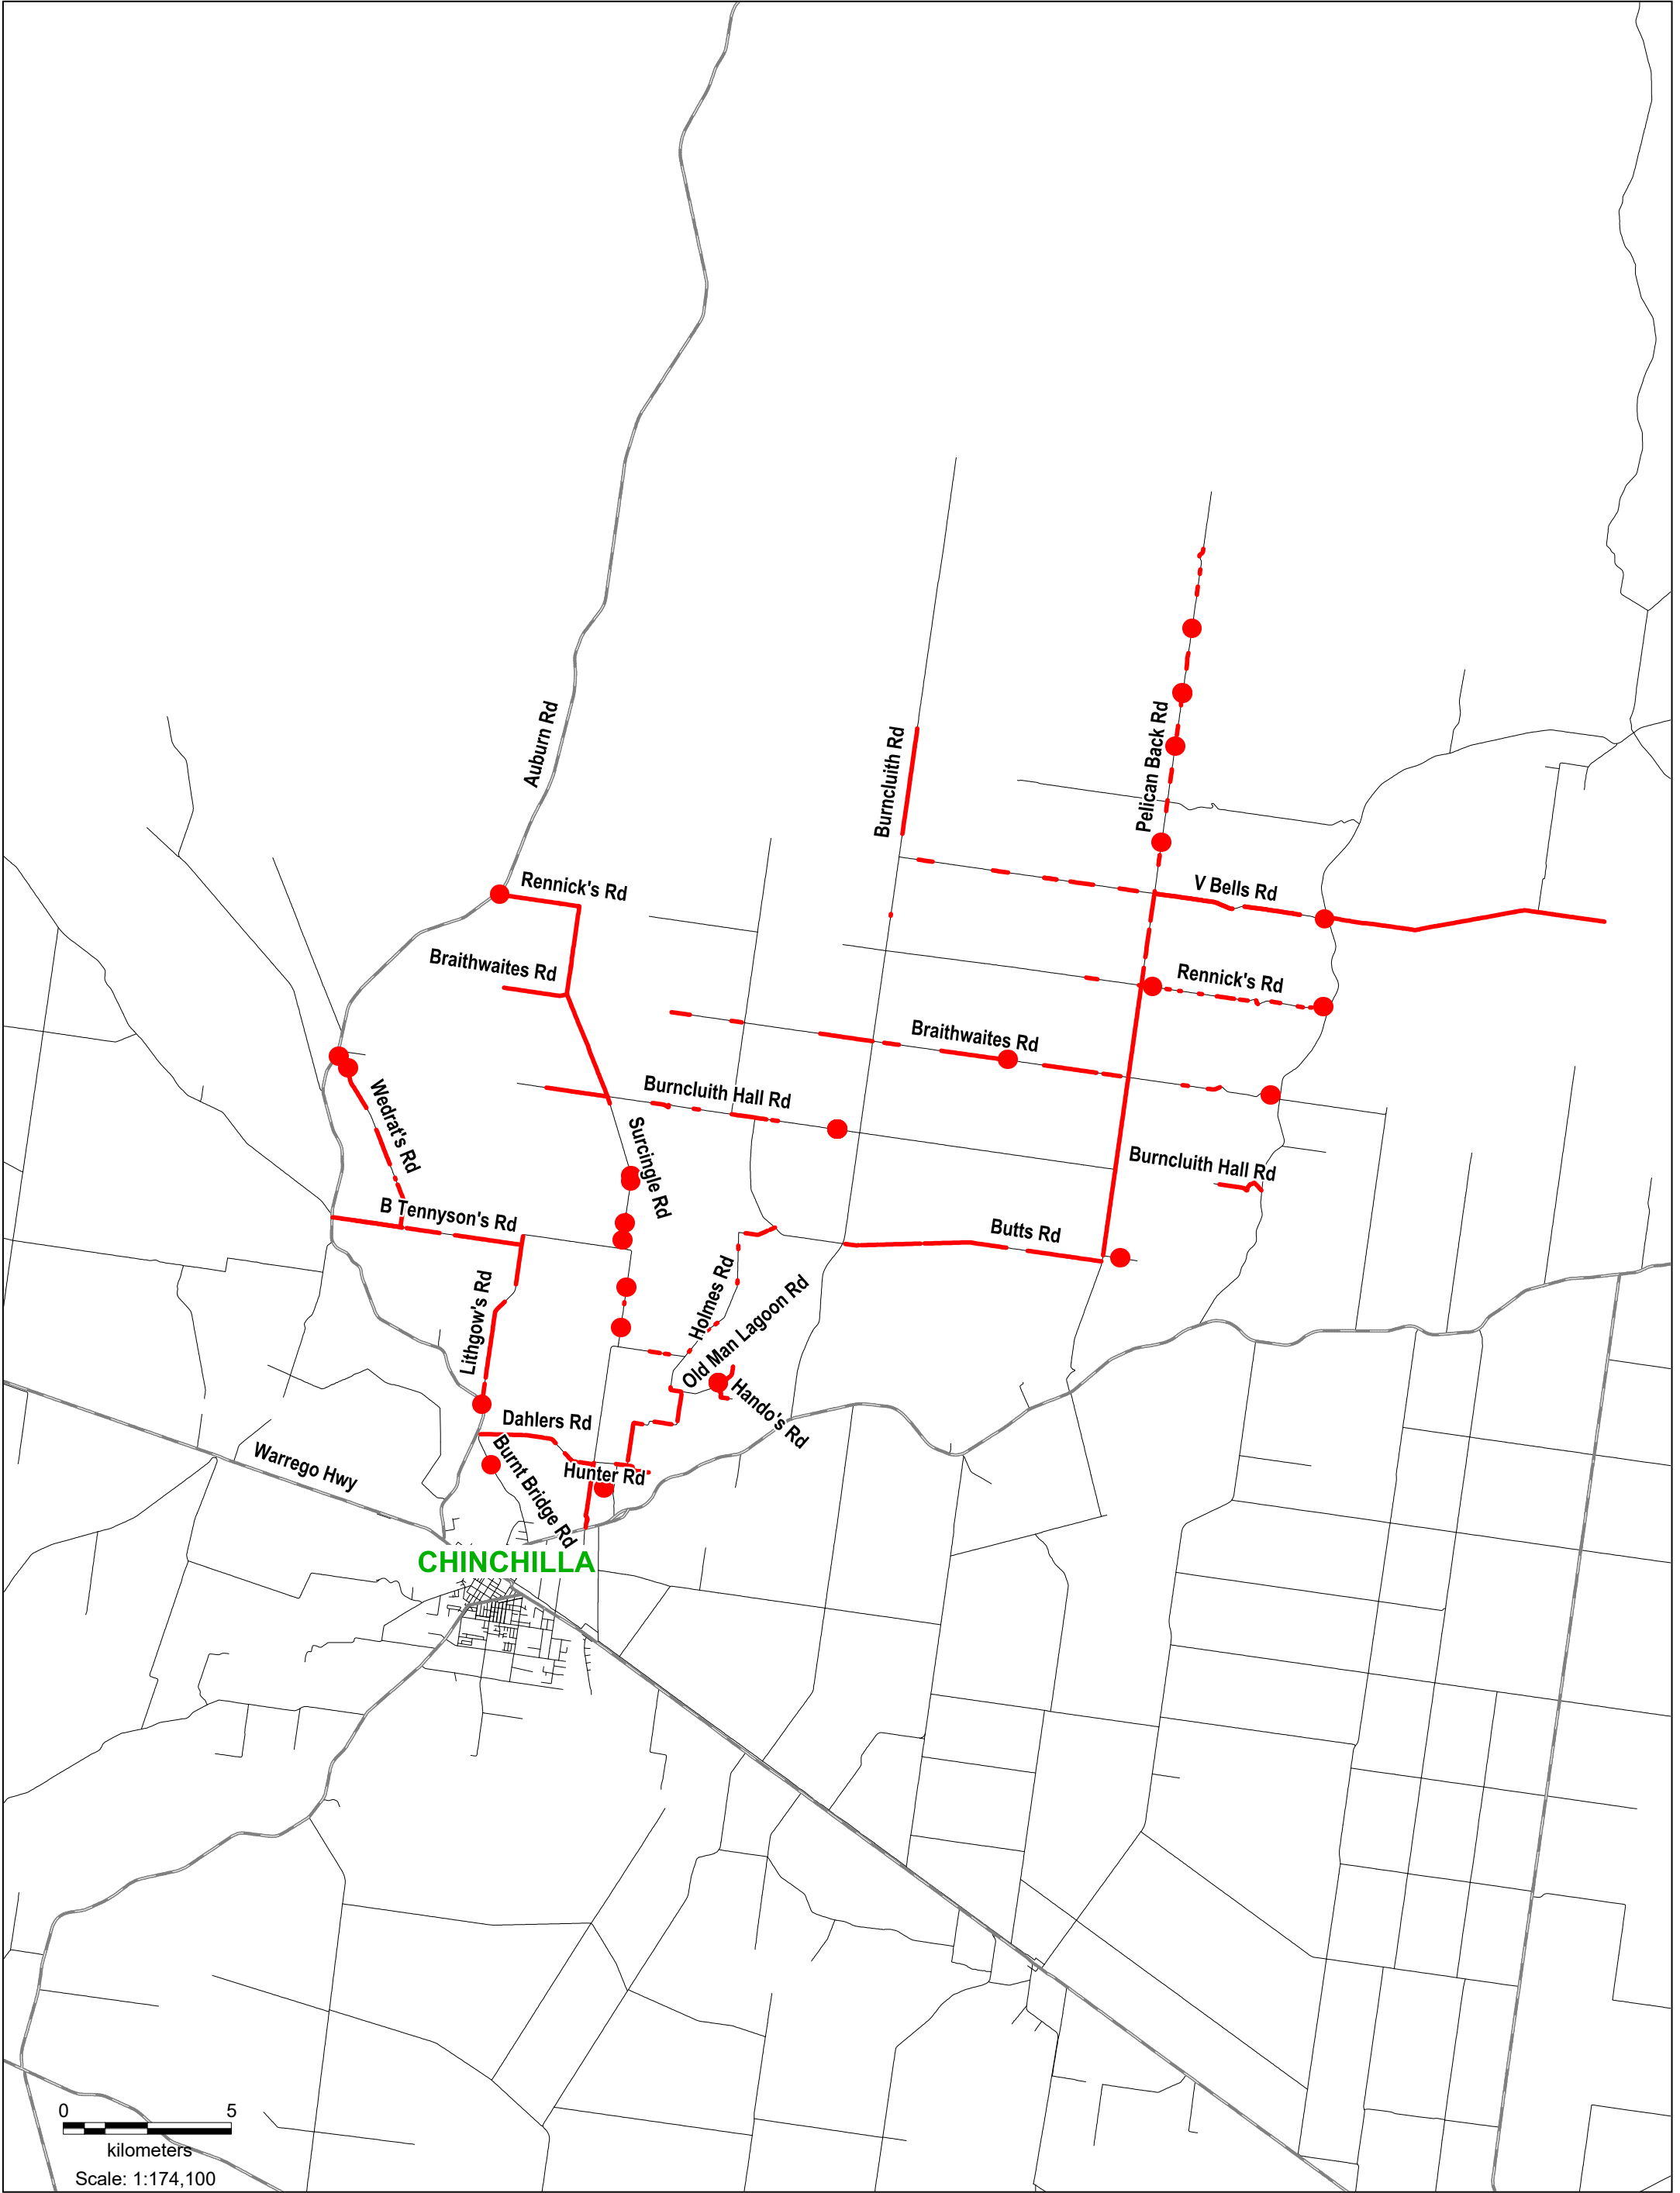 Auburn Rd
Burncluith Rd
Pelican Back Rd
Rennick's Rd
V Bells Rd
Braithwaites Rd
Rennick's Rd
Braithwaites Rd
Burncluith Hall Rd
Wedrat's Rd
Surcingle Rd
Burncluith Hall Rd
B Tennyson's Rd
Butts Rd
Holmes Rd
Lithgow's Rd
Old Man Lagoon Rd
Hando's Rd
Dahlers Rd
Burnt Bridge Rd
Hunter Rd
Warrego Hwy
CHINCHILLA
0 5
kilometers
Scale: 1:174,100